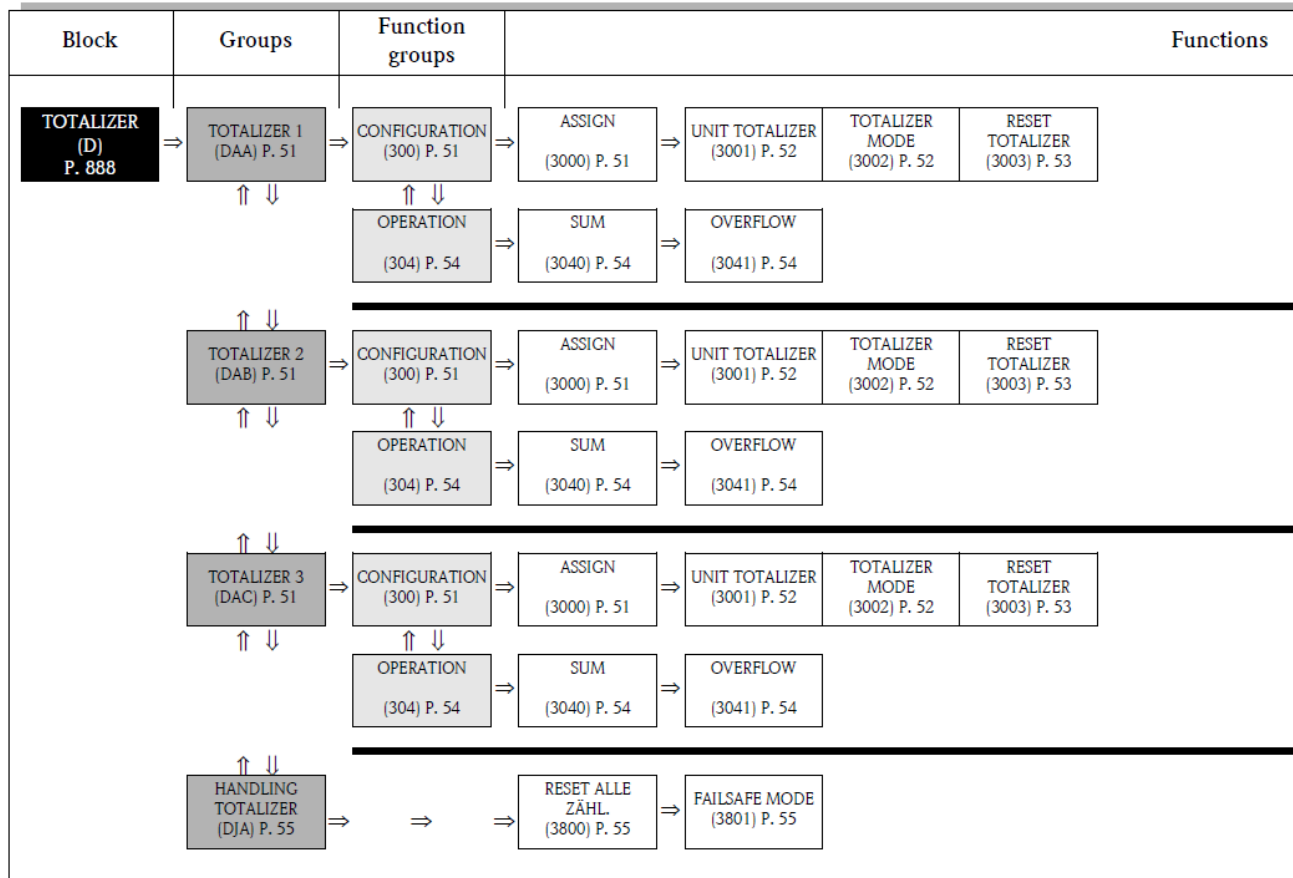 Block
Groups
Function
groups
Functions
TOTALIZER
(D)
P. 888
⇒
TOTALIZER 1
(DAA) P. 51
⇒
CONFIGURATION
(300) P. 51
⇒
ASSIGN
(3000) P. 51
⇒
UNIT TOTALIZER
(3001) P. 52
TOTALIZER
MODE
(3002) P. 52
RESET
TOTALIZER
(3003) P. 53
⇑ ⇓
⇑ ⇓
OPERATION
(304) P. 54
⇒
SUM
(3040) P. 54
⇒
OVERFLOW
(3041) P. 54
⇑ ⇓
TOTALIZER 2
(DAB) P. 51
⇒
CONFIGURATION
(300) P. 51
⇒
ASSIGN
(3000) P. 51
⇒
UNIT TOTALIZER
(3001) P. 52
TOTALIZER
MODE
(3002) P. 52
RESET
TOTALIZER
(3003) P. 53
⇑ ⇓
⇑ ⇓
OPERATION
(304) P. 54
⇒
SUM
(3040) P. 54
⇒
OVERFLOW
(3041) P. 54
⇑ ⇓
TOTALIZER 3
(DAC) P. 51
⇒
CONFIGURATION
(300) P. 51
⇒
ASSIGN
(3000) P. 51
⇒
UNIT TOTALIZER
(3001) P. 52
TOTALIZER
MODE
(3002) P. 52
RESET
TOTALIZER
(3003) P. 53
⇑ ⇓
⇑ ⇓
OPERATION
(304) P. 54
⇒
SUM
(3040) P. 54
⇒
OVERFLOW
(3041) P. 54
⇑ ⇓
HANDLING
TOTALIZER
(DJA) P. 55
⇒
⇒
⇒
RESET ALLE
ZÄHL.
(3800) P. 55
⇒
FAILSAFE MODE
(3801) P. 55